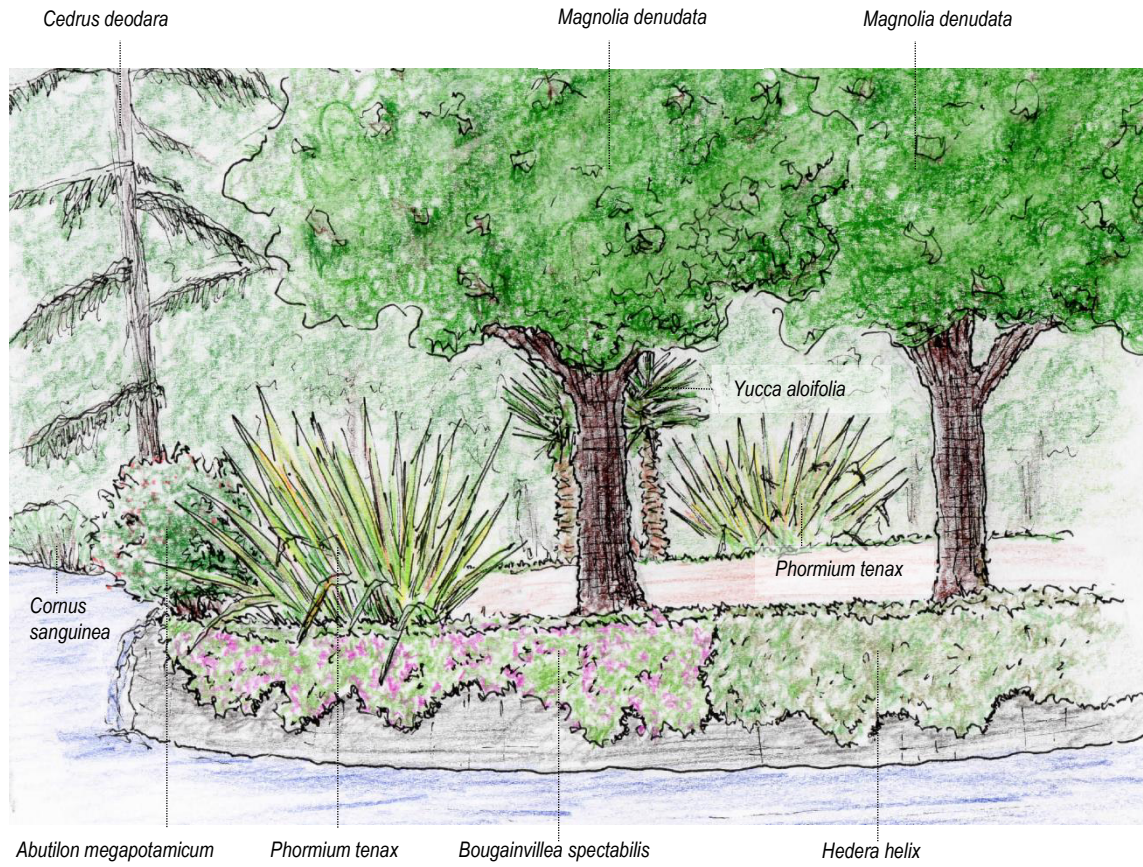 Cedrus deodara
Magnolia denudata
Magnolia denudata
Yucca aloifolia
Phormium tenax
Cornus
sanguinea
Abutilon megapotamicum
Phormium tenax
Bougainvillea spectabilis
Hedera helix